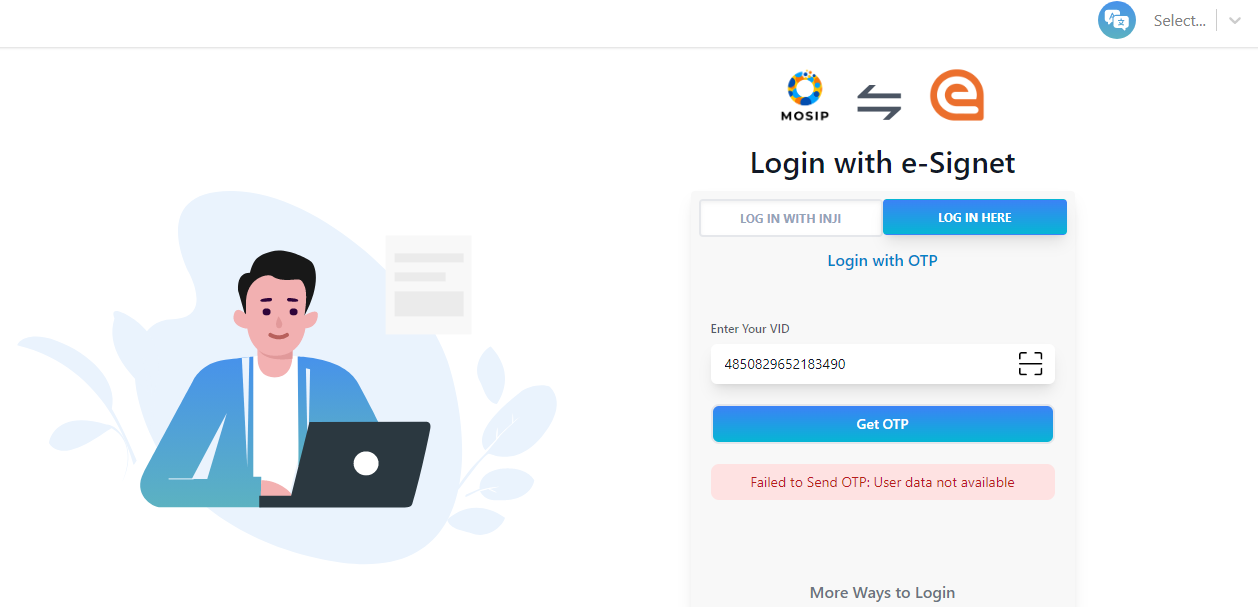 Select...
MOSIP
Login with e-Signet
LOG IN WITH INJI
LOG IN HERE
Login with OTP
Enter Your VID
4850829652183490
Get OTP
Failed to Send OTP: User data not available
More Ways to Login